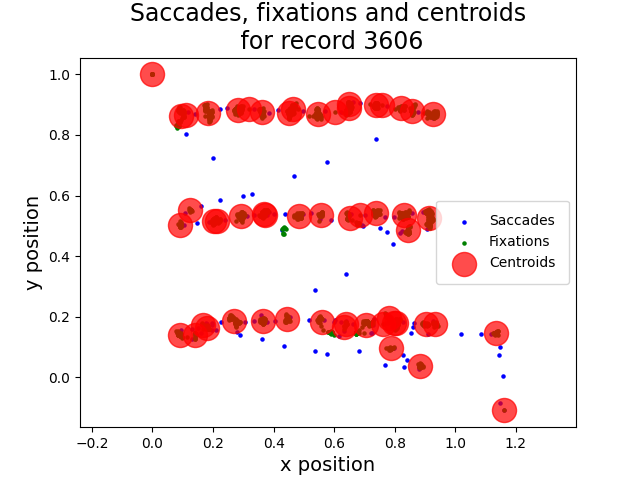 Saccades, fixations and centroids
for record 3606
1.0
0.8
0.6
0.4
0.2
0.0
y position
Saccades
Fixations
Centroids
−0.2 0.0 0.2 0.4 0.6 0.8 1.0 1.2
x position